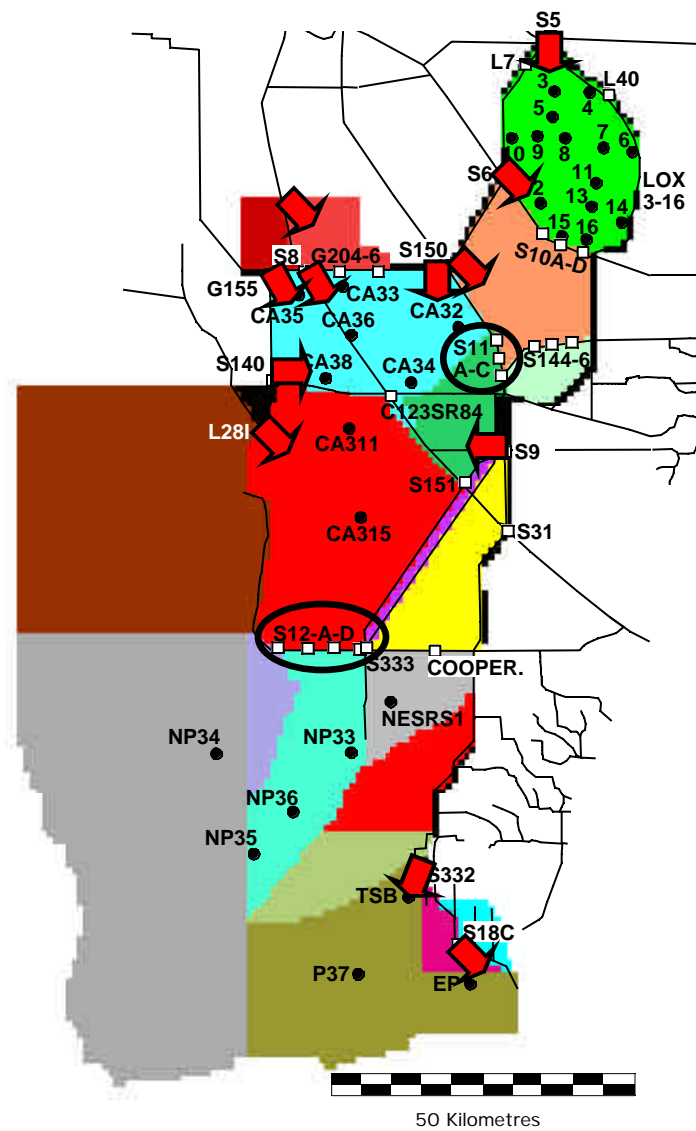 S5
L7
L40
3
4
5
10
9
8
7
6
S6
11
LOX
3-16
2
13
14
15
16
S10A-D
S8
G204-6
S150
G155
CA33
CA35
CA36
CA32
S11
A-C
S144-6
S140
CA38
CA34
C123SR84
L28I
CA311
S9
S151
CA315
S31
S12-A-D
S333
COOPER.
NESRS1
NP34
NP33
NP36
NP35
S332
TSB
S18C
P37
EP
50 Kilometres